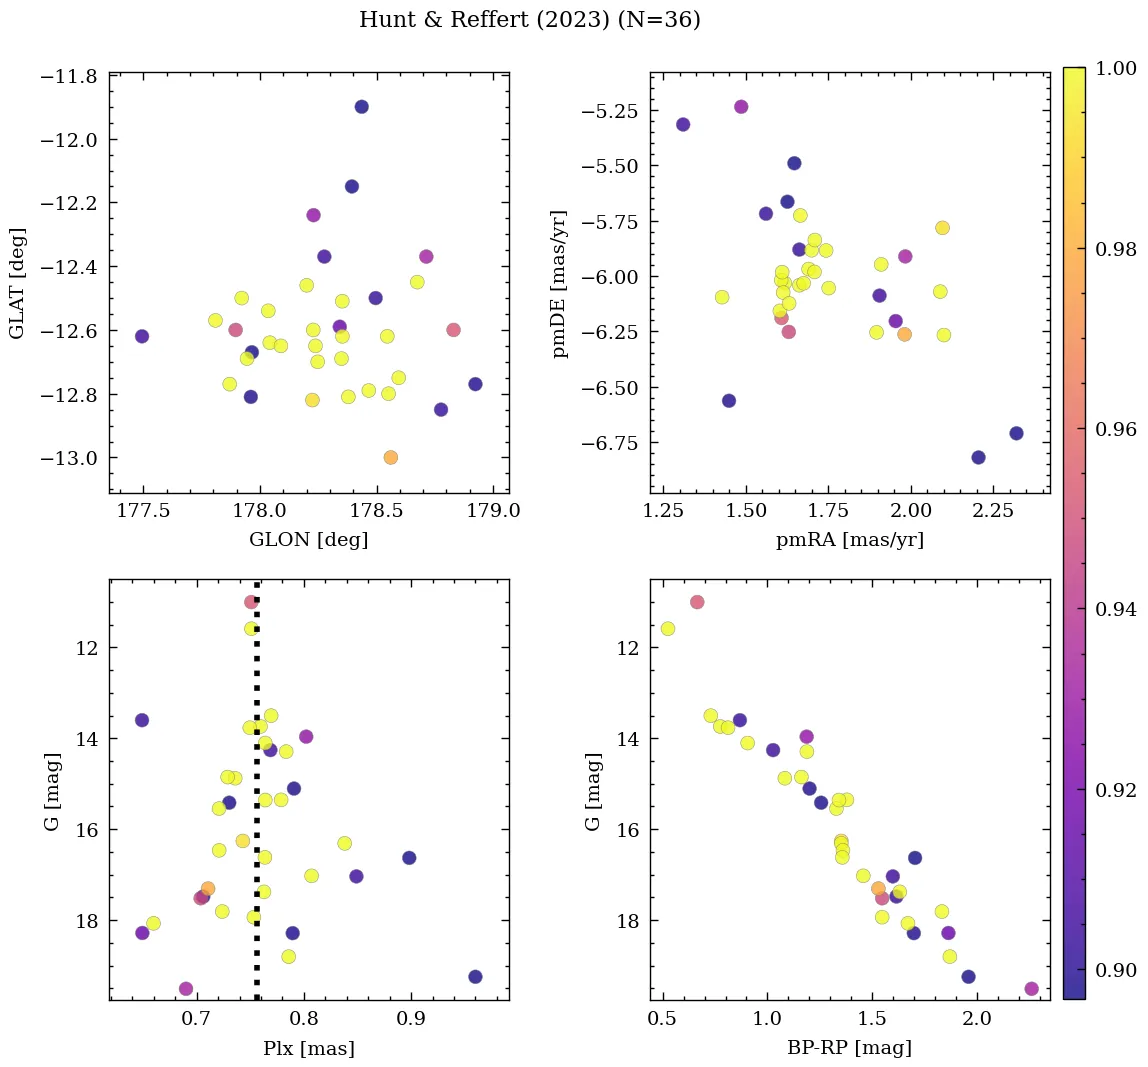 Hunt & Reffert (2023) (N=36)
−11.8
−12.0
−12.2
−12.4
−12.6
−12.8
−13.0
GLAT [deg]
177.5 178.0 178.5 179.0
GLON [deg]
−5.25
−5.50
−5.75
−6.00
−6.25
−6.50
−6.75
pmDE [mas/yr]
1.25 1.50 1.75 2.00 2.25
pmRA [mas/yr]
12
14
16
18
G [mag]
0.7 0.8 0.9
Plx [mas]
12
14
16
18
G [mag]
0.5 1.0 1.5 2.0
BP-RP [mag]
1.00
0.98
0.96
0.94
0.92
0.90